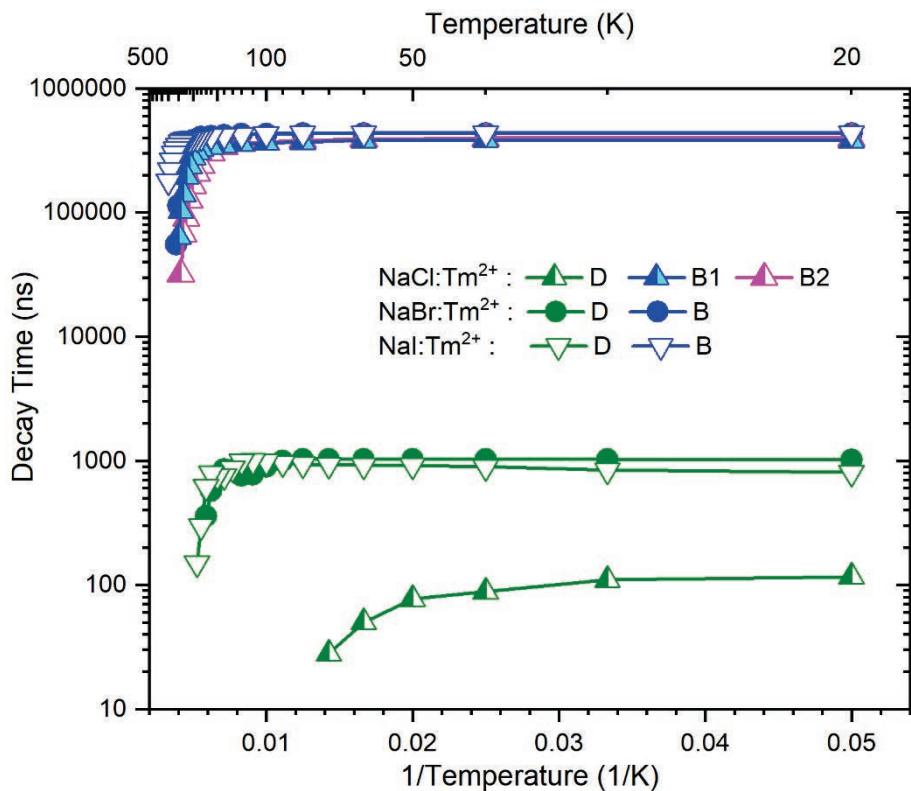 Temperature (K)
500 100 50 20
1000000
100000
10000
1000
100
10
Decay Time (ns)
NaCl:Tm²⁺ : D B1 B2
NaBr:Tm²⁺ : D B
NaI:Tm²⁺ : D B
0.01 0.02 0.03 0.04 0.05
1/Temperature (1/K)